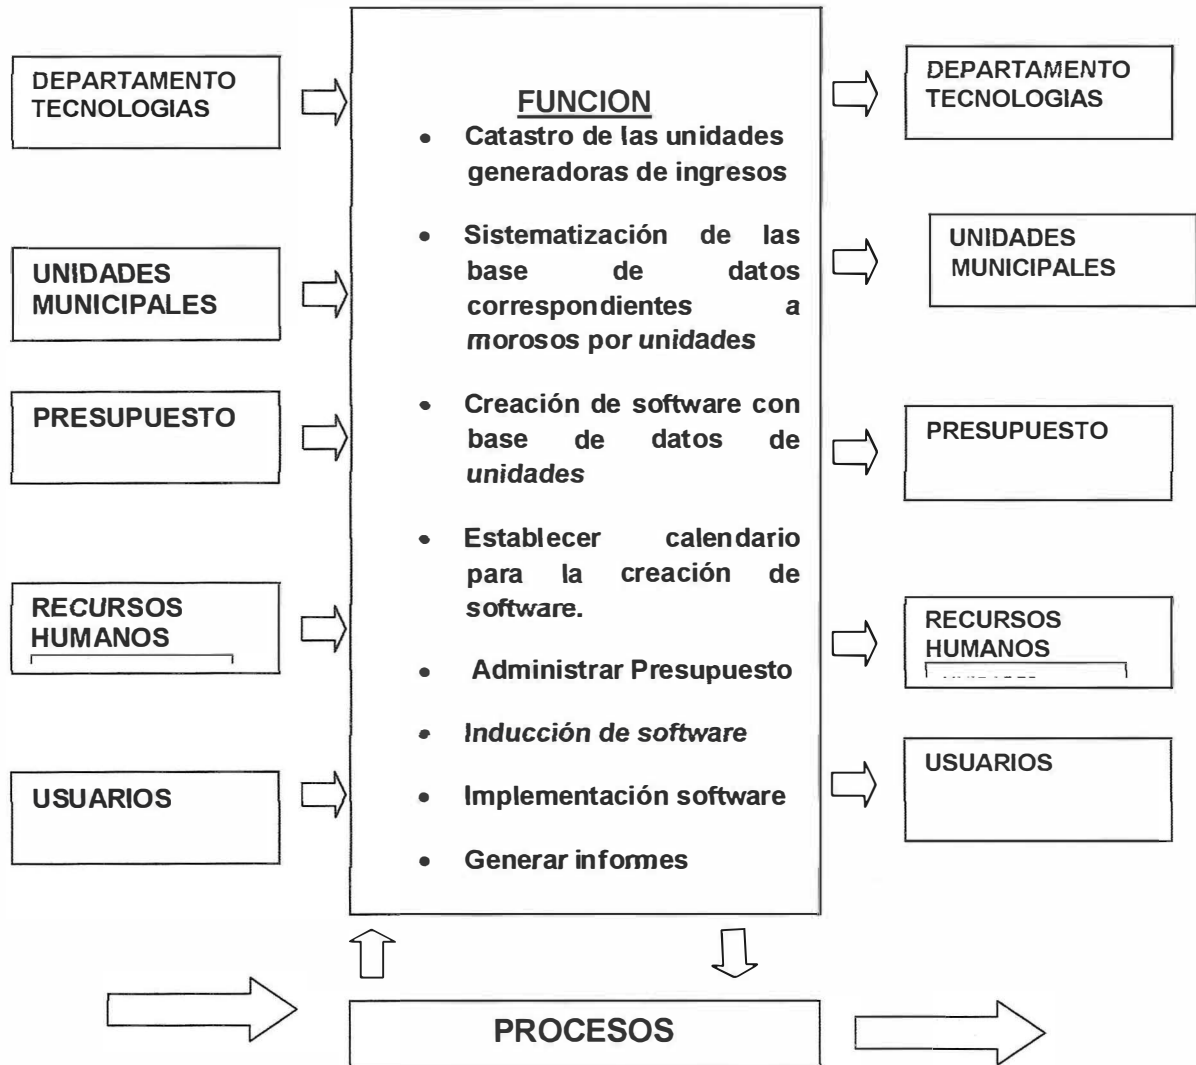 DEPARTAMENTO
TECNOLOGIAS
UNIDADES
MUNICIPALES
PRESUPUESTO
RECURSOS
HUMANOS
USUARIOS
FUNCION
• Catastro de las unidades
generadoras de ingresos
• Sistematización de las
base de datos
correspondientes a
morosos por unidades
• Creación de software con
base de datos de
unidades
• Establecer calendario
para la creación de
software.
• Administrar Presupuesto
• Inducción de software
• Implementación software
• Generar informes
DEPARTAMENTO
TECNOLOGIAS
UNIDADES
MUNICIPALES
PRESUPUESTO
RECURSOS
HUMANOS
USUARIOS
PROCESOS